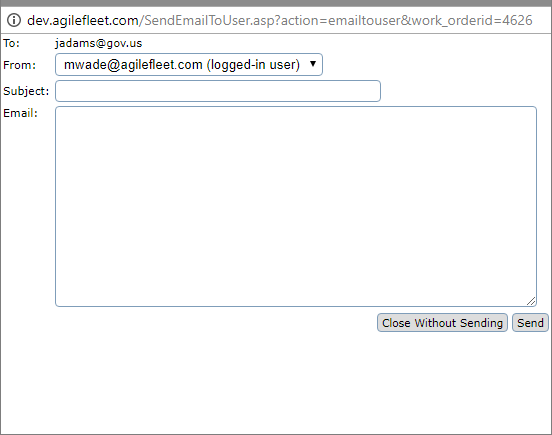 dev.agilefleet.com/SendEmailToUser.asp?action=emailtouser&work_orderid=4626
To: jadams@gov.us
From: mwade@agilefleet.com (logged-in user)
Subject:
Email:
Close Without Sending Send